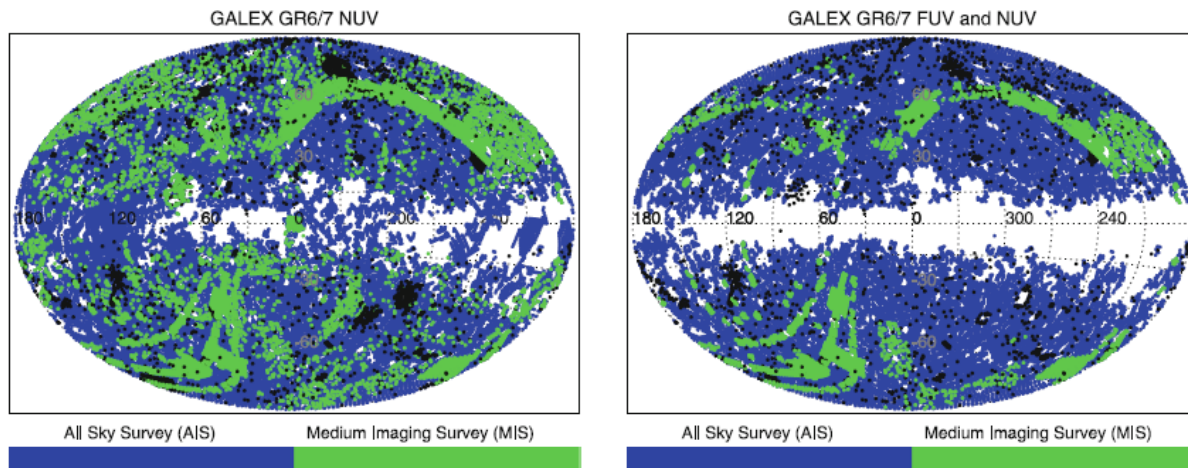 GALEX GR6/7 NUV
GALEX GR6/7 FUV and NUV
60
60
30
30
180 120 60 0 300 240
180 120 60 0 300 240
-30
-30
-60
-60
All Sky Survey (AIS) Medium Imaging Survey (MIS)
All Sky Survey (AIS) Medium Imaging Survey (MIS)